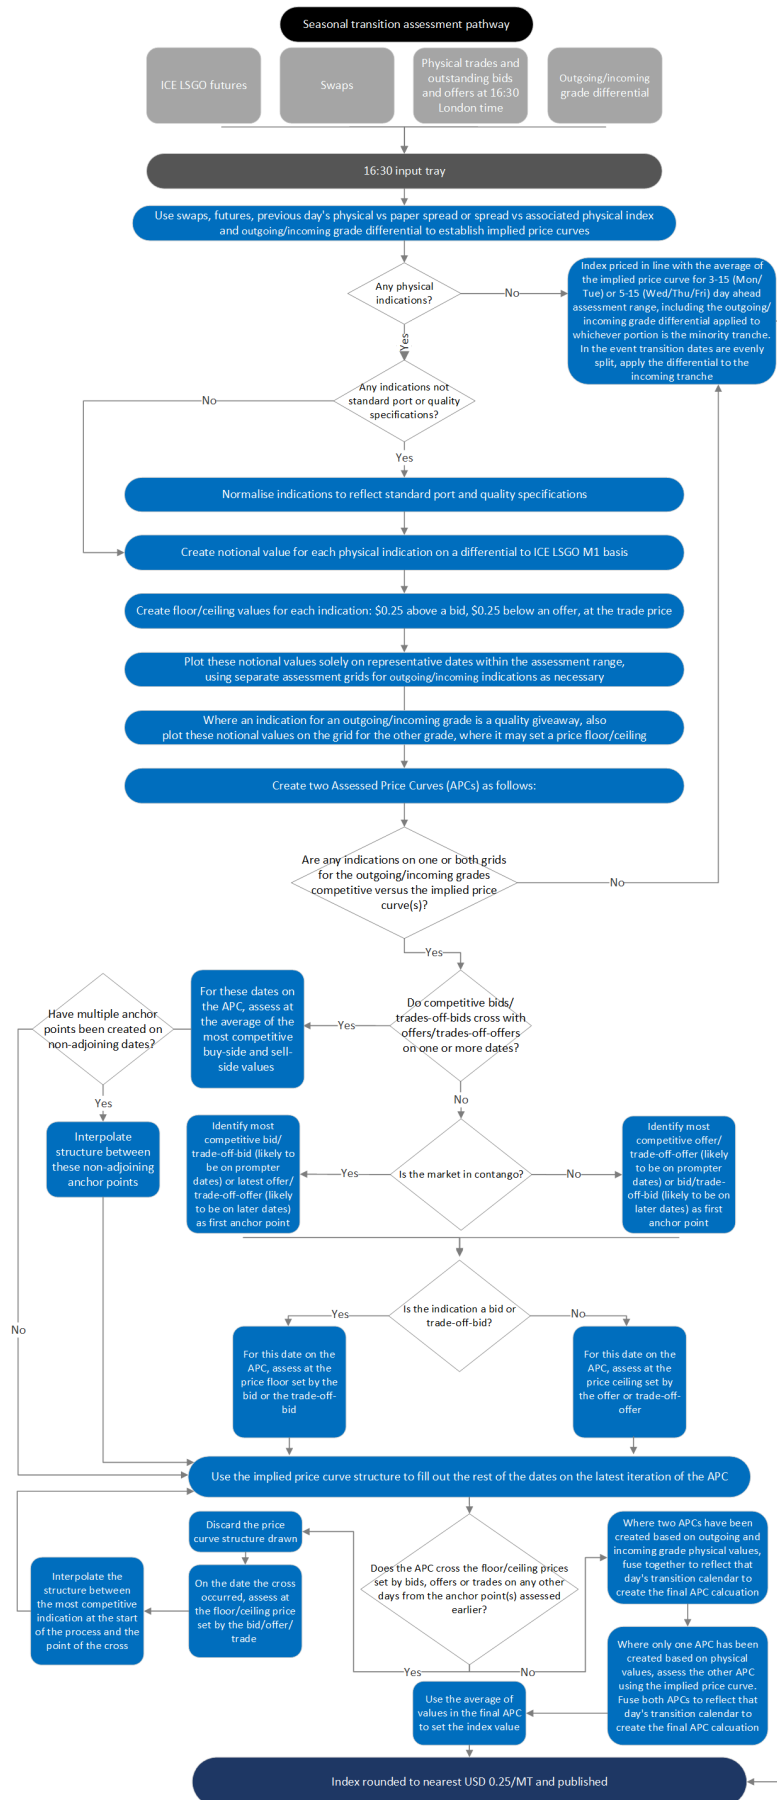 Seasonal transition assessment pathway
ICE LSGO futures
Swaps
Physical trades and
outstanding bids
and offers at 16:30
London time
Outgoing/incoming
grade differential
16:30 input tray
Use swaps, futures, previous day's physical vs paper spread or spread vs associated physical index
and outgoing/incoming grade differential to establish implied price curves
Any physical
indications?
No
Index priced in line with the average of
the implied price curve for 3-15 (Mon/
Tue) or 5-15 (Wed/Thu/Fri) day ahead
assessment range, including the outgoing/
incoming grade differential applied to
whichever portion is the minority tranche.
In the event transition dates are evenly
split, apply the differential to the
incoming tranche
Yes
Any indications not
standard port or quality
specifications?
No
Yes
Normalise indications to reflect standard port and quality specifications
Create notional value for each physical indication on a differential to ICE LSGO M1 basis
Create floor/ceiling values for each indication: $0.25 above a bid, $0.25 below an offer, at the trade price
Plot these notional values solely on representative dates within the assessment range,
using separate assessment grids for outgoing/incoming indications as necessary
Where an indication for an outgoing/incoming grade is a quality giveaway, also
plot these notional values on the grid for the other grade, where it may set a price floor/ceiling
Create two Assessed Price Curves (APCs) as follows:
Are any indications on one or both grids
for the outgoing/incoming grades
competitive versus the implied price
curve(s)?
No
Yes
Do competitive bids/
trades-off-bids cross with
offers/trades-off-offers
on one or more dates?
Yes
For these dates on
the APC, assess at
the average of the
most competitive
buy-side and sell-
side values
Have multiple anchor
points been created on
non-adjoining dates?
Yes
No
Interpolate
structure between
these non-adjoining
anchor points
No
Is the market in contango?
Yes
Identify most
competitive bid/
trade-off-bid (likely to
be on prompter
dates) or latest offer/
trade-off-offer (likely
to be on later dates)
as first anchor point
No
Identify most
competitive offer/
trade-off-offer (likely
to be on prompter
dates) or bid/trade-
off-bid (likely to be on
later dates) as first
anchor point
Is the indication a bid or
trade-off-bid?
Yes
No
For this date on the
APC, assess at the
price floor set by the
bid or the trade-off-
bid
For this date on the
APC, assess at the
price ceiling set by
the offer or trade-off-
offer
Use the implied price curve structure to fill out the rest of the dates on the latest iteration of the APC
Does the APC cross the floor/ceiling prices
set by bids, offers or trades on any other
days from the anchor point(s) assessed
earlier?
Yes
No
Discard the price
curve structure drawn
On the date the cross
occurred, assess at
the floor/ceiling price
set by the bid/offer/
trade
Interpolate the
structure between
the most competitive
indication at the start
of the process and the
point of the cross
Where two APCs have been
created based on outgoing and
incoming grade physical values,
fuse together to reflect that
day's transition calendar to
create the final APC calcuation
Where only one APC has been
created based on physical
values, assess the other APC
using the implied price curve.
Fuse both APCs to reflect that
day's transition calendar to
create the final APC calcuation
Use the average of
values in the final APC
to set the index value
Index rounded to nearest USD 0.25/MT and published